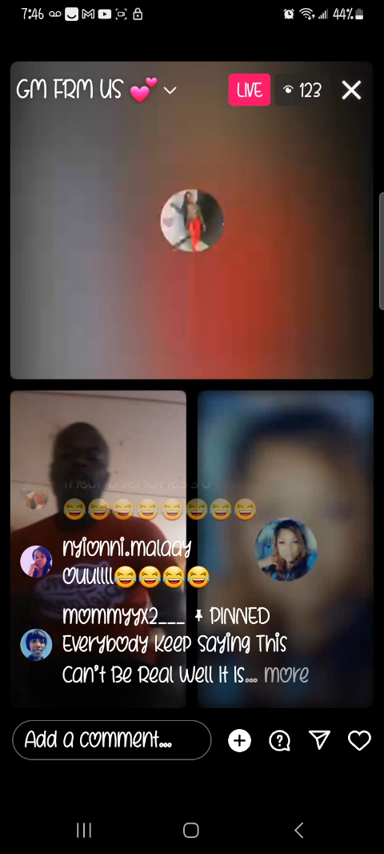 7:46
44%
GM FRM US 💕
LIVE
123
😂😂😂😂😂😂😂😂
nyionni.malaay
OUUllll😂😂😂😂
mommyyx2___ 📌 PINNED
Everybody Keep Saying This
Can't Be Real Well It Is... more
Add a comment...